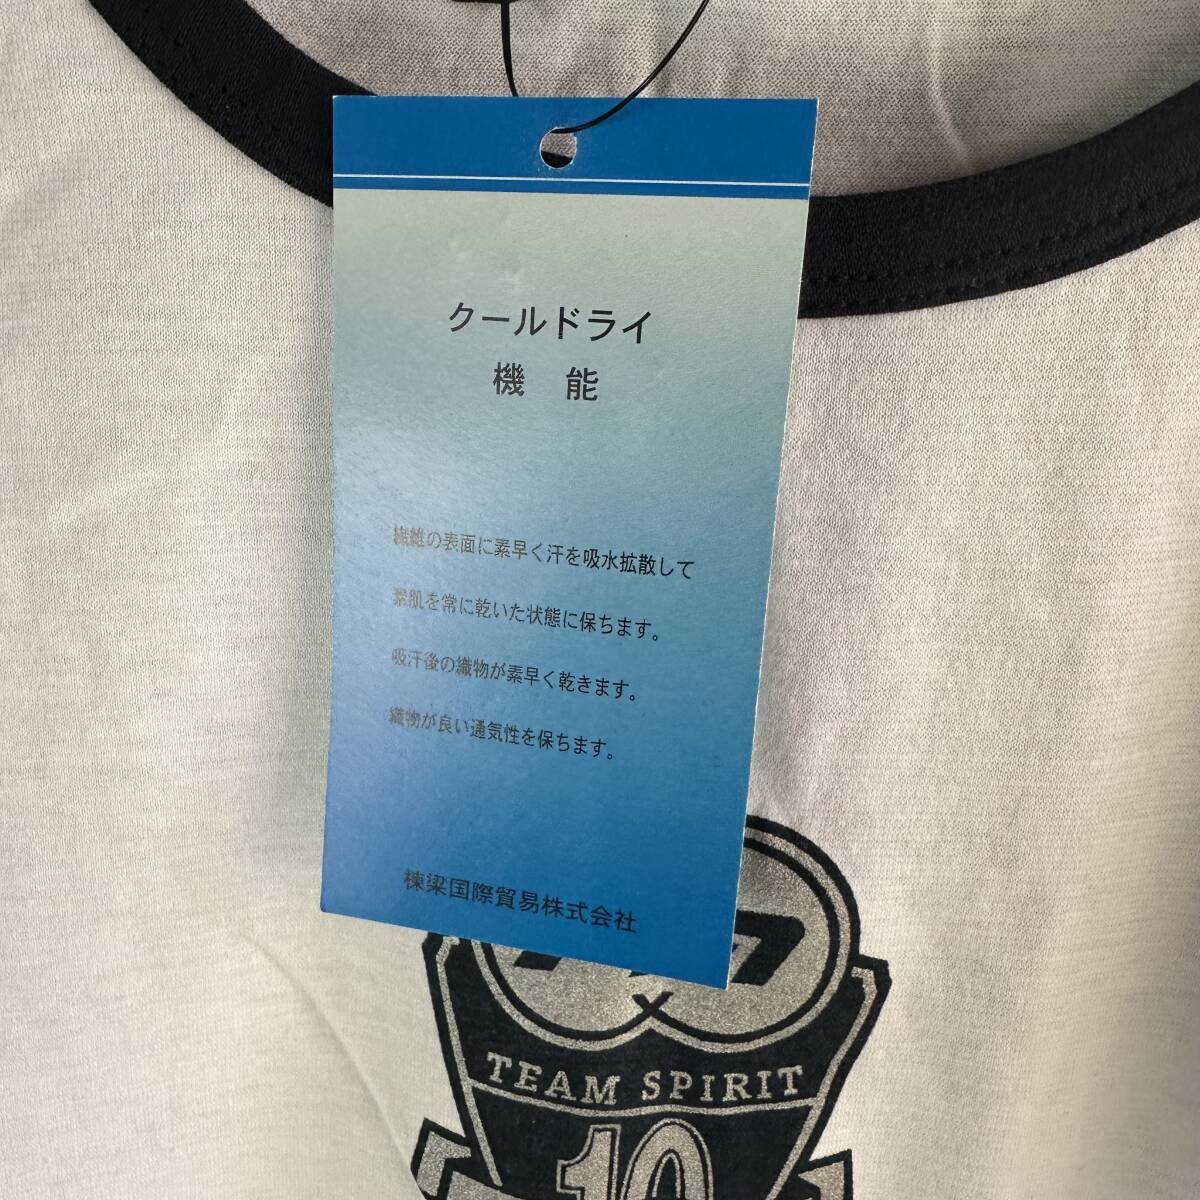 クールドライ
機 能
繊維の表面に素早く汗を吸水拡散して
素肌を常に乾いた状態に保ちます。
吸汗後の織物が素早く乾きます。
織物が良い通気性を保ちます。
棟梁国際貿易株式会社
TEAM SPIRIT
10